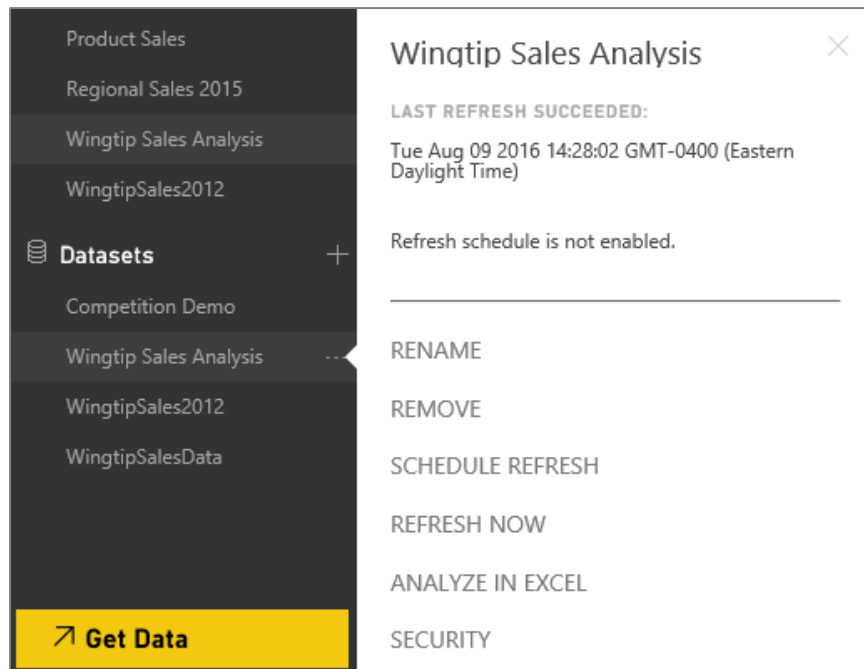 Product Sales
Regional Sales 2015
Wingtip Sales Analysis
WingtipSales2012
Datasets
Competition Demo
Wingtip Sales Analysis
WingtipSales2012
WingtipSalesData
Get Data
Wingtip Sales Analysis
LAST REFRESH SUCCEEDED:
Tue Aug 09 2016 14:28:02 GMT-0400 (Eastern
Daylight Time)
Refresh schedule is not enabled.
RENAME
REMOVE
SCHEDULE REFRESH
REFRESH NOW
ANALYZE IN EXCEL
SECURITY